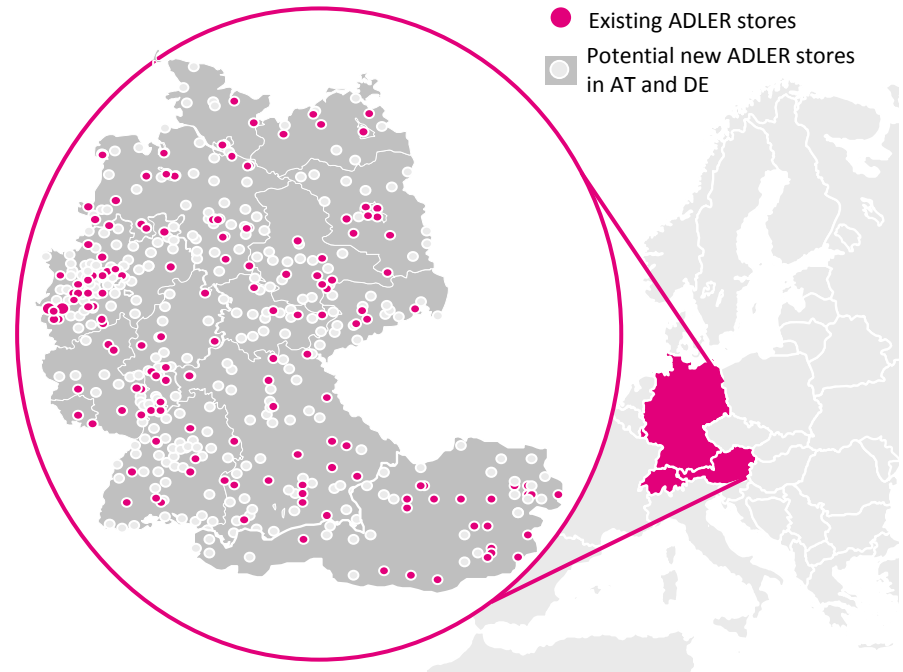 Existing ADLER stores
Potential new ADLER stores
in AT and DE